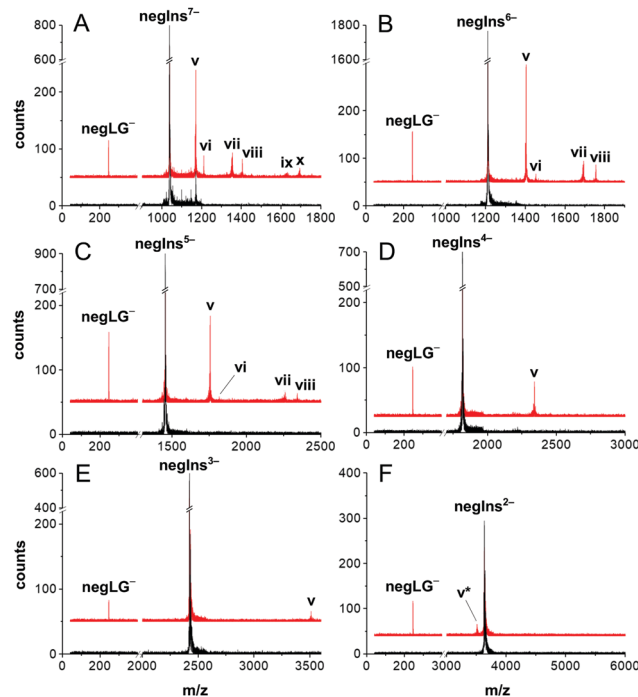 A
negIns7–
800
600
200
150
100
50
0
counts
negLG–
v
vi
vii
viii
ix
x
0 200 1000 1200 1400 1600 1800
B
negIns6–
1800
1600
200
100
0
negLG–
v
vi
vii
viii
0 200 1000 1200 1400 1600 1800
C
negIns5–
900
800
200
100
0
counts
negLG–
v
vi
vii
viii
0 200 1500 2000 2500
D
negIns4–
700
500
200
100
0
negLG–
v
0 200 2000 2500 3000
E
negIns3–
600
400
100
50
0
counts
negLG–
v
0 200 2000 2500 3000 3500
m/z
F
negIns2–
400
300
200
100
0
negLG–
v*
0 200 3000 4000 5000 6000
m/z